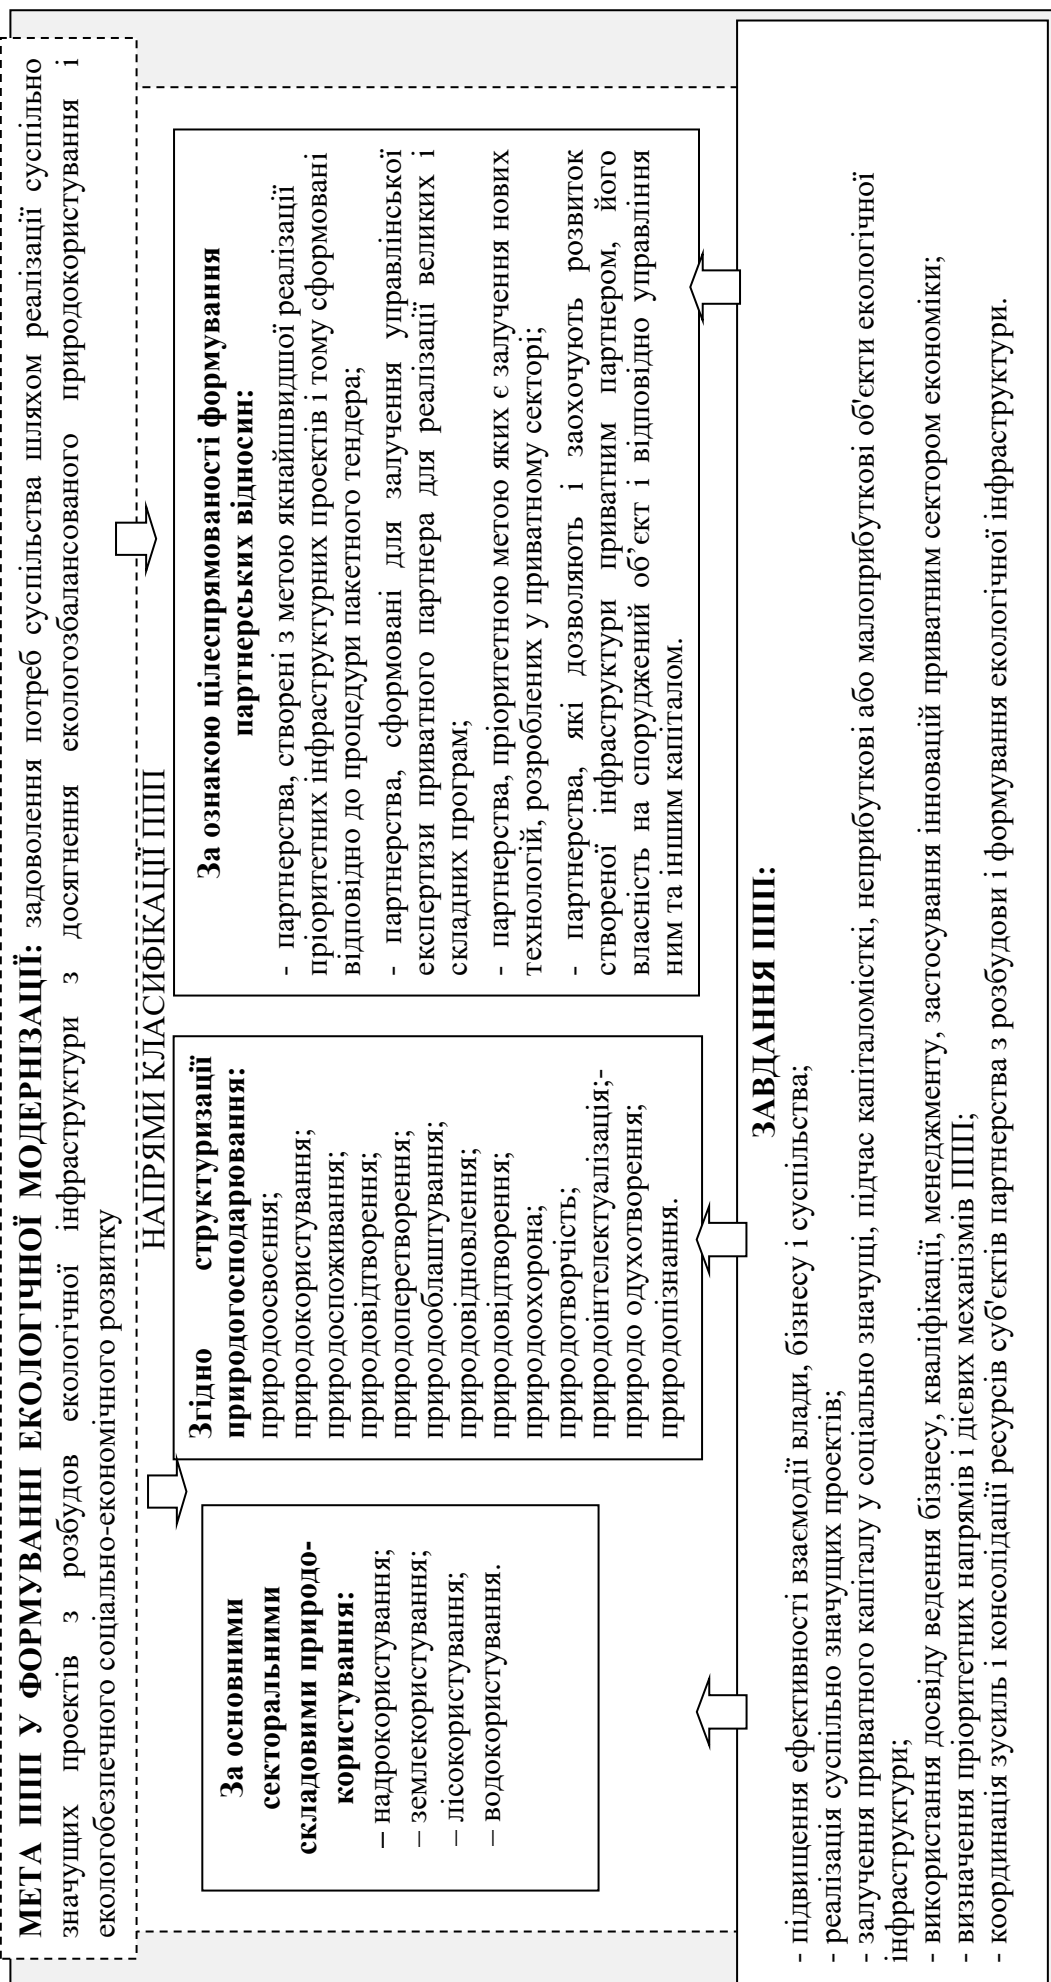 МЕТА ППП У ФОРМУВАННІ ЕКОЛОГІЧНОЇ МОДЕРНІЗАЦІЇ: задоволення потреб суспільства шляхом реалізації суспільно
значущих проектів з розбудов екологічної інфраструктури з досягнення екологозбалансованого природокористування і
екологобезпечного соціально-економічного розвитку
НАПРЯМИ КЛАСИФІКАЦІЇ ППП
За основними
секторальними
складовими природо-
користування:
– надрокористування;
– землекористування;
– лісокористування;
– водокористування.
Згідно структуризації
природогосподарювання:
природоосвоєння;
природокористування;
природоспоживання;
природовідтворення;
природоперетворення;
природооблаштування;
природовідновлення;
природовідтворення;
природоохорона;
природотворчість;
природоінтелектуалізація;-
природо одухотворення;
природопізнання.
За ознакою цілеспрямованості формування
партнерських відносин:
- партнерства, створені з метою якнайшвидшої реалізації
пріоритетних інфраструктурних проектів і тому сформовані
відповідно до процедури пакетного тендера;
- партнерства, сформовані для залучення управлінської
експертизи приватного партнера для реалізації великих і
складних програм;
- партнерства, пріоритетною метою яких є залучення нових
технологій, розроблених у приватному секторі;
- партнерства, які дозволяють і заохочують розвиток
створеної інфраструктури приватним партнером, його
власність на споруджений об’єкт і відповідно управління
ним та іншим капіталом.
ЗАВДАННЯ ППП:
- підвищення ефективності взаємодії влади, бізнесу і суспільства;
- реалізація суспільно значущих проектів;
- залучення приватного капіталу у соціально значущі, підчас капіталомісткі, неприбуткові або малоприбуткові об'єкти екологічної
інфраструктури;
- використання досвіду ведення бізнесу, кваліфікації, менеджменту, застосування інновацій приватним сектором економіки;
- визначення пріоритетних напрямів і дієвих механізмів ППП;
- координація зусиль і консолідації ресурсів суб’єктів партнерства з розбудови і формування екологічної інфраструктури.